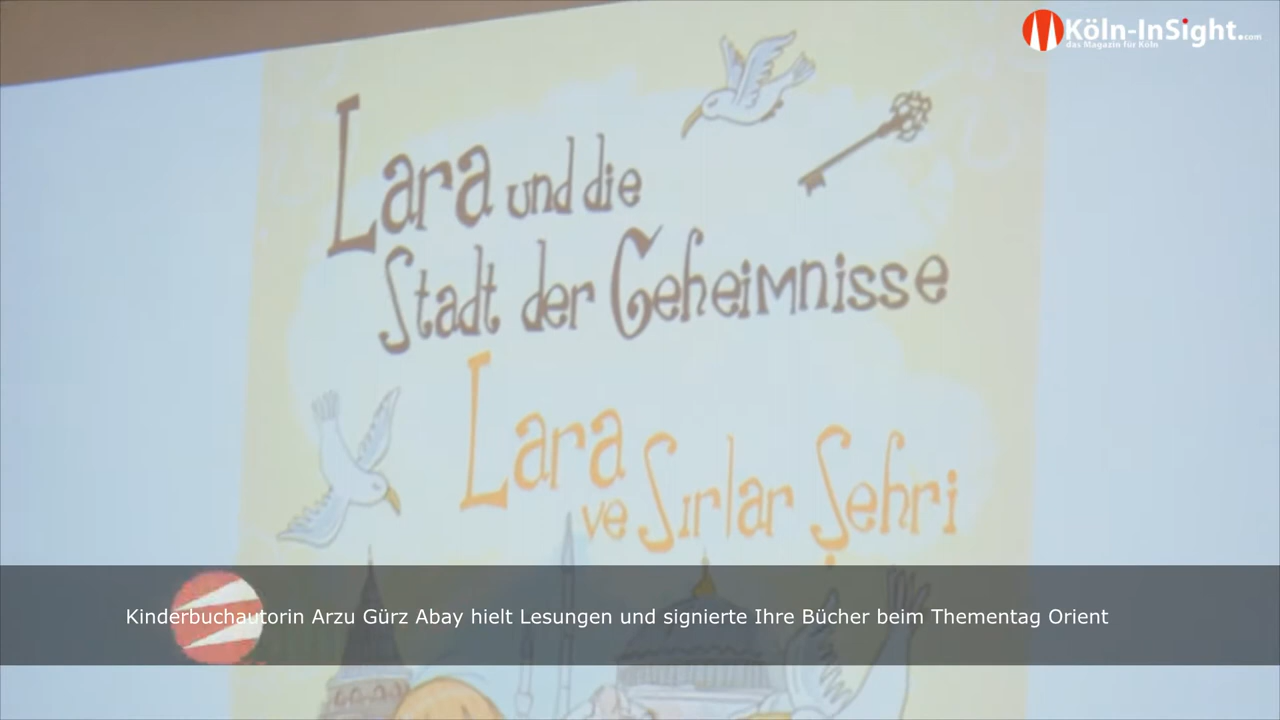 Köln-InSight.com
das Magazin für Köln
Lara und die
Stadt der Geheimnisse
Lara
ve Sırlar Şehri
Kinderbuchautorin Arzu Gürz Abay hielt Lesungen und signierte Ihre Bücher beim Thementag Orient